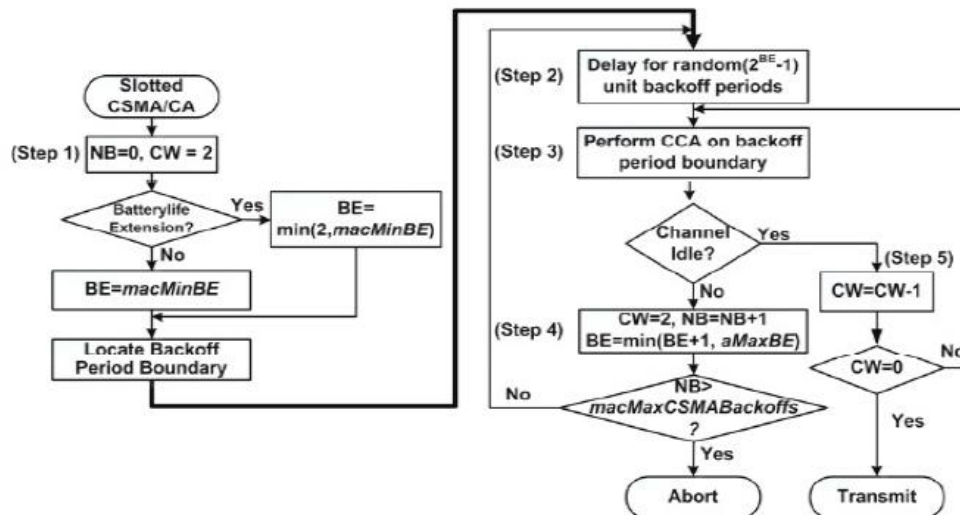 Slotted
CSMA/CA
(Step 1)
NB=0, CW = 2
Batterylife
Extension?
Yes
BE=
min(2,macMinBE)
No
BE=macMinBE
Locate Backoff
Period Boundary
(Step 2)
Delay for random(2^BE-1)
unit backoff periods
(Step 3)
Perform CCA on backoff
period boundary
Channel
Idle?
Yes
(Step 5)
CW=CW-1
No
(Step 4)
CW=2, NB=NB+1
BE=min(BE+1, aMaxBE)
CW=0
No
NB>
macMaxCSMABackoffs
?
No
Yes
Yes
Abort
Transmit